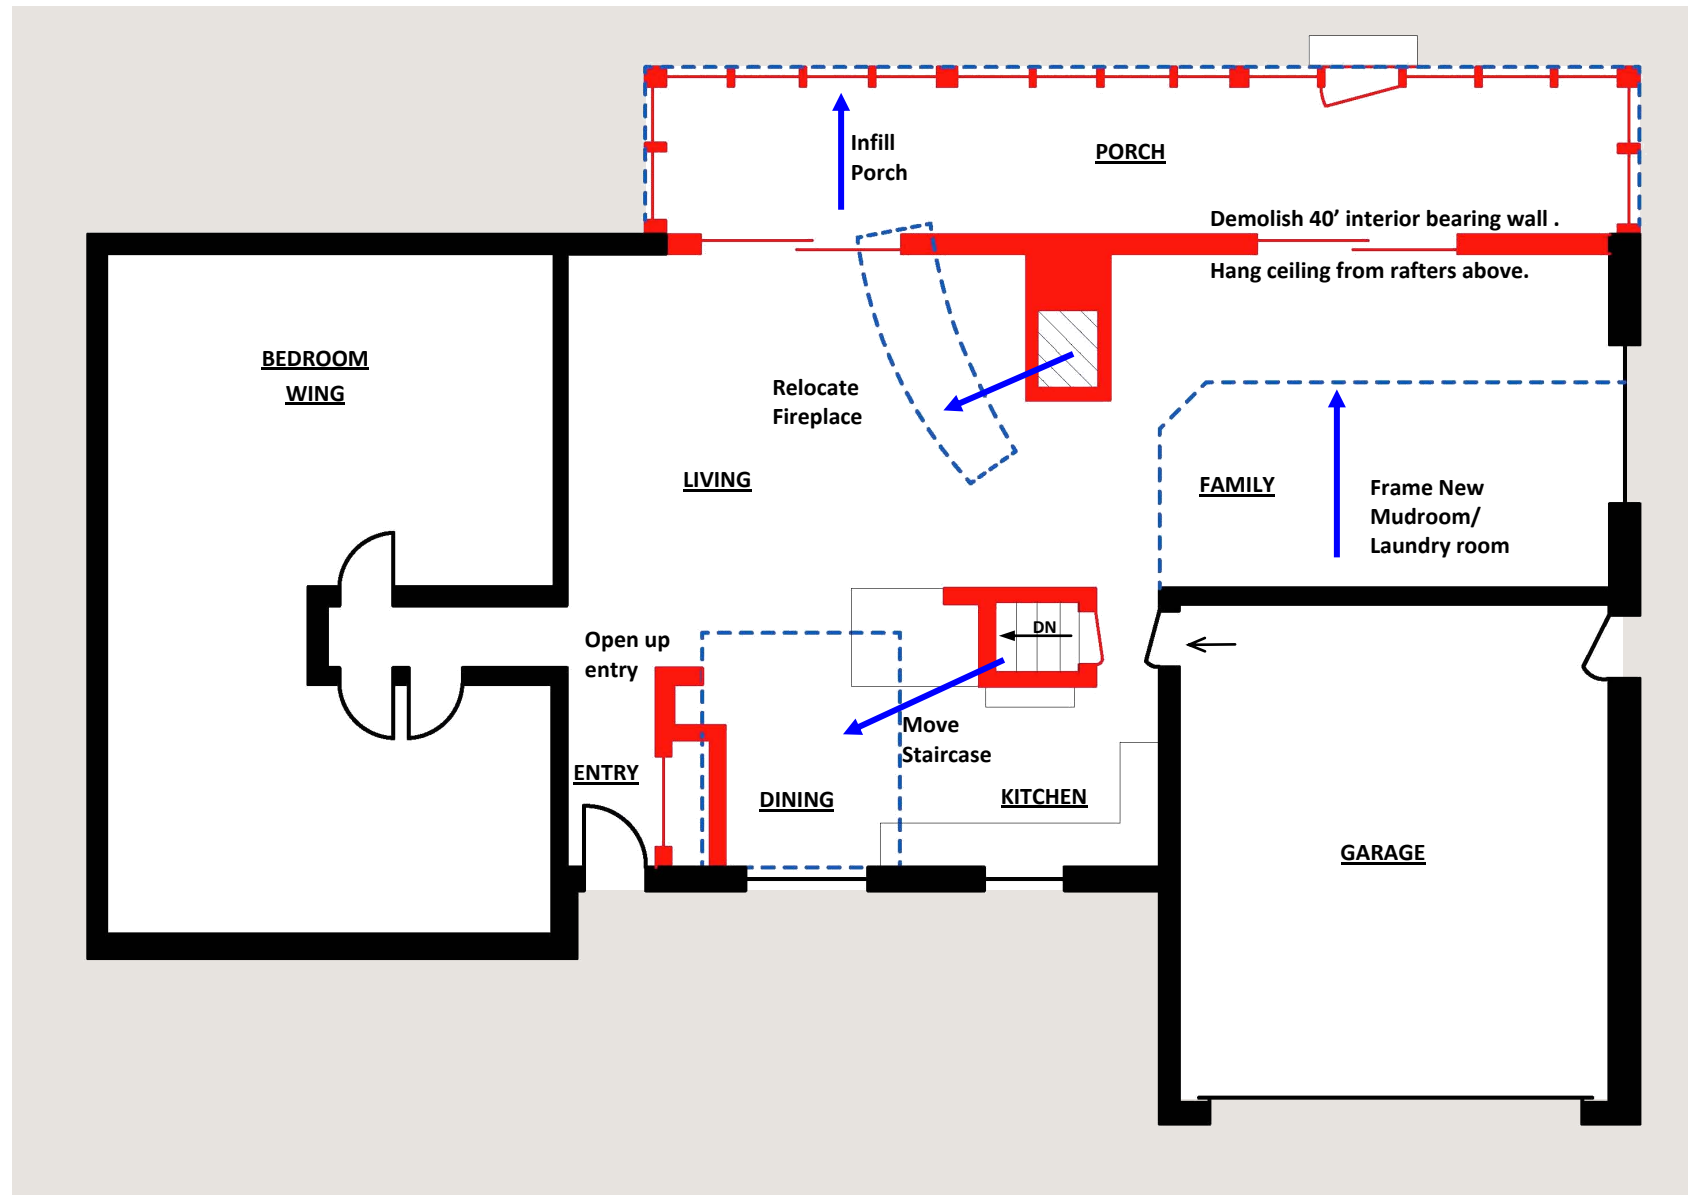 Infill
Porch
PORCH
Demolish 40’ interior bearing wall .
Hang ceiling from rafters above.
BEDROOM
WING
Relocate
Fireplace
LIVING
FAMILY
Frame New
Mudroom/
Laundry room
Open up
entry
DN
Move
Staircase
ENTRY
DINING
KITCHEN
GARAGE